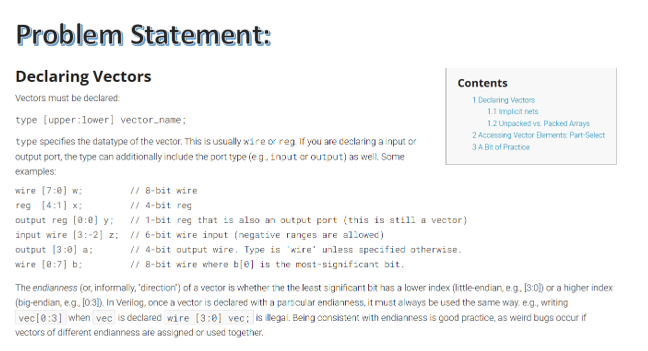 Problem Statement:
Declaring Vectors
Vectors must be declared:
type [upper:lower] vector_name;
type specifies the datatype of the vector. This is usually wire or reg. If you are declaring a input or
output port, the type can additionally include the port type (e.g., input or output) as well. Some
examples:
wire [7:0] w; // 8-bit wire
reg [4:1] x; // 4-bit reg
output reg [0:0] y; // 1-bit reg that is also an output port (this is still a vector)
input wire [3:-2] z; // 6-bit wire input (negative ranges are allowed)
output [3:0] a; // 4-bit output wire. Type is 'wire' unless specified otherwise.
wire [0:7] b; // 8-bit wire where b[0] is the most-significant bit.
The endianness (or, informally, "direction") of a vector is whether the the least significant bit has a lower index (little-endian, e.g., [3:0]) or a higher index
(big-endian, e.g., [0:3]). In Verilog, once a vector is declared with a particular endianness, it must always be used the same way. e.g., writing
vec[0:3] when vec is declared wire [3:0] vec; is illegal. Being consistent with endianness is good practice, as weird bugs occur if
vectors of different endianness are assigned or used together.
Contents
1 Declaring Vectors
1.1 Implicit nets
1.2 Unpacked vs. Packed Arrays
2 Accessing Vector Elements: Part-Select
3 A Bit of Practice